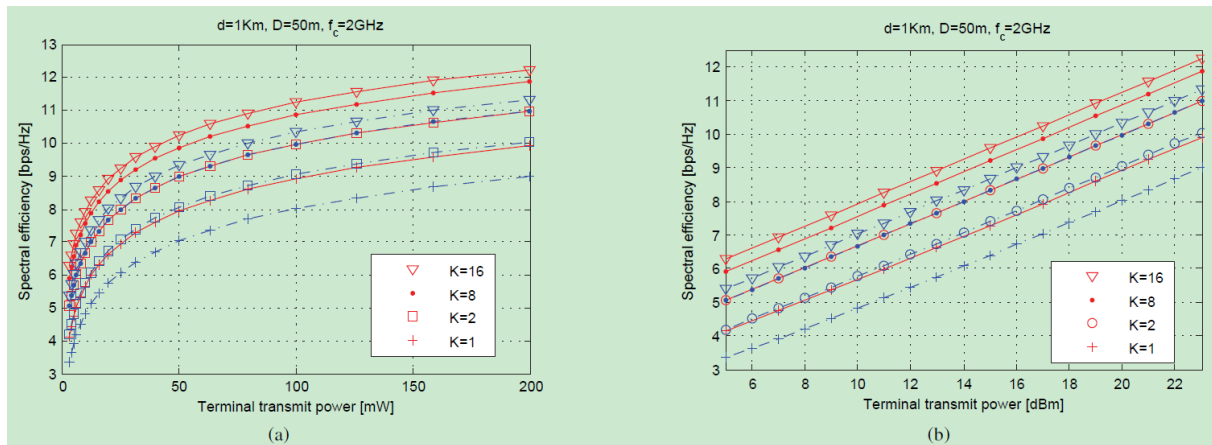 d=1Km, D=50m, f_c=2GHz
Spectral efficiency [bps/Hz]
13
12
11
10
9
8
7
6
5
4
3
0
50
100
150
200
K=16
K=8
K=2
K=1
Terminal transmit power [mW]
(a)
d=1Km, D=50m, f_c=2GHz
Spectral efficiency [bps/Hz]
12
11
10
9
8
7
6
5
4
3
6
8
10
12
14
16
18
20
22
K=16
K=8
K=2
K=1
Terminal transmit power [dBm]
(b)